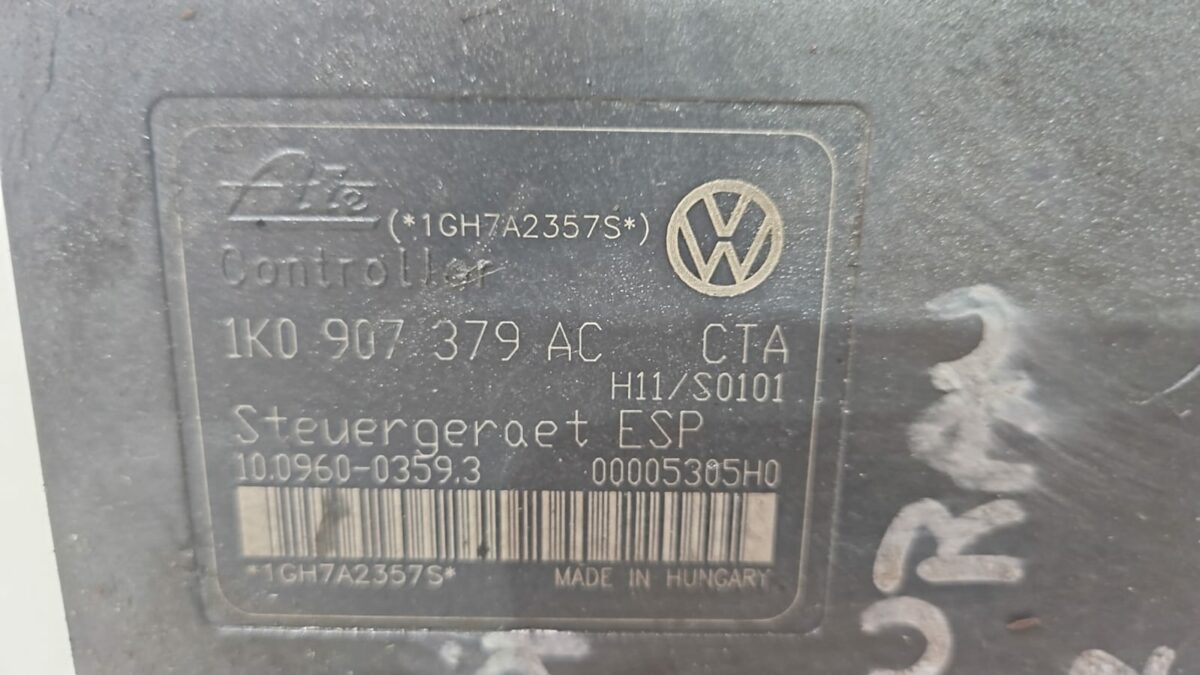 Ate
(*1GH7A2357S*)
Controller
1K0 907 379 AC CTA
H11/S0101
Steuergeraet ESP
10.0960-0359.3 00005305H0
*1GH7A2357S* MADE IN HUNGARY